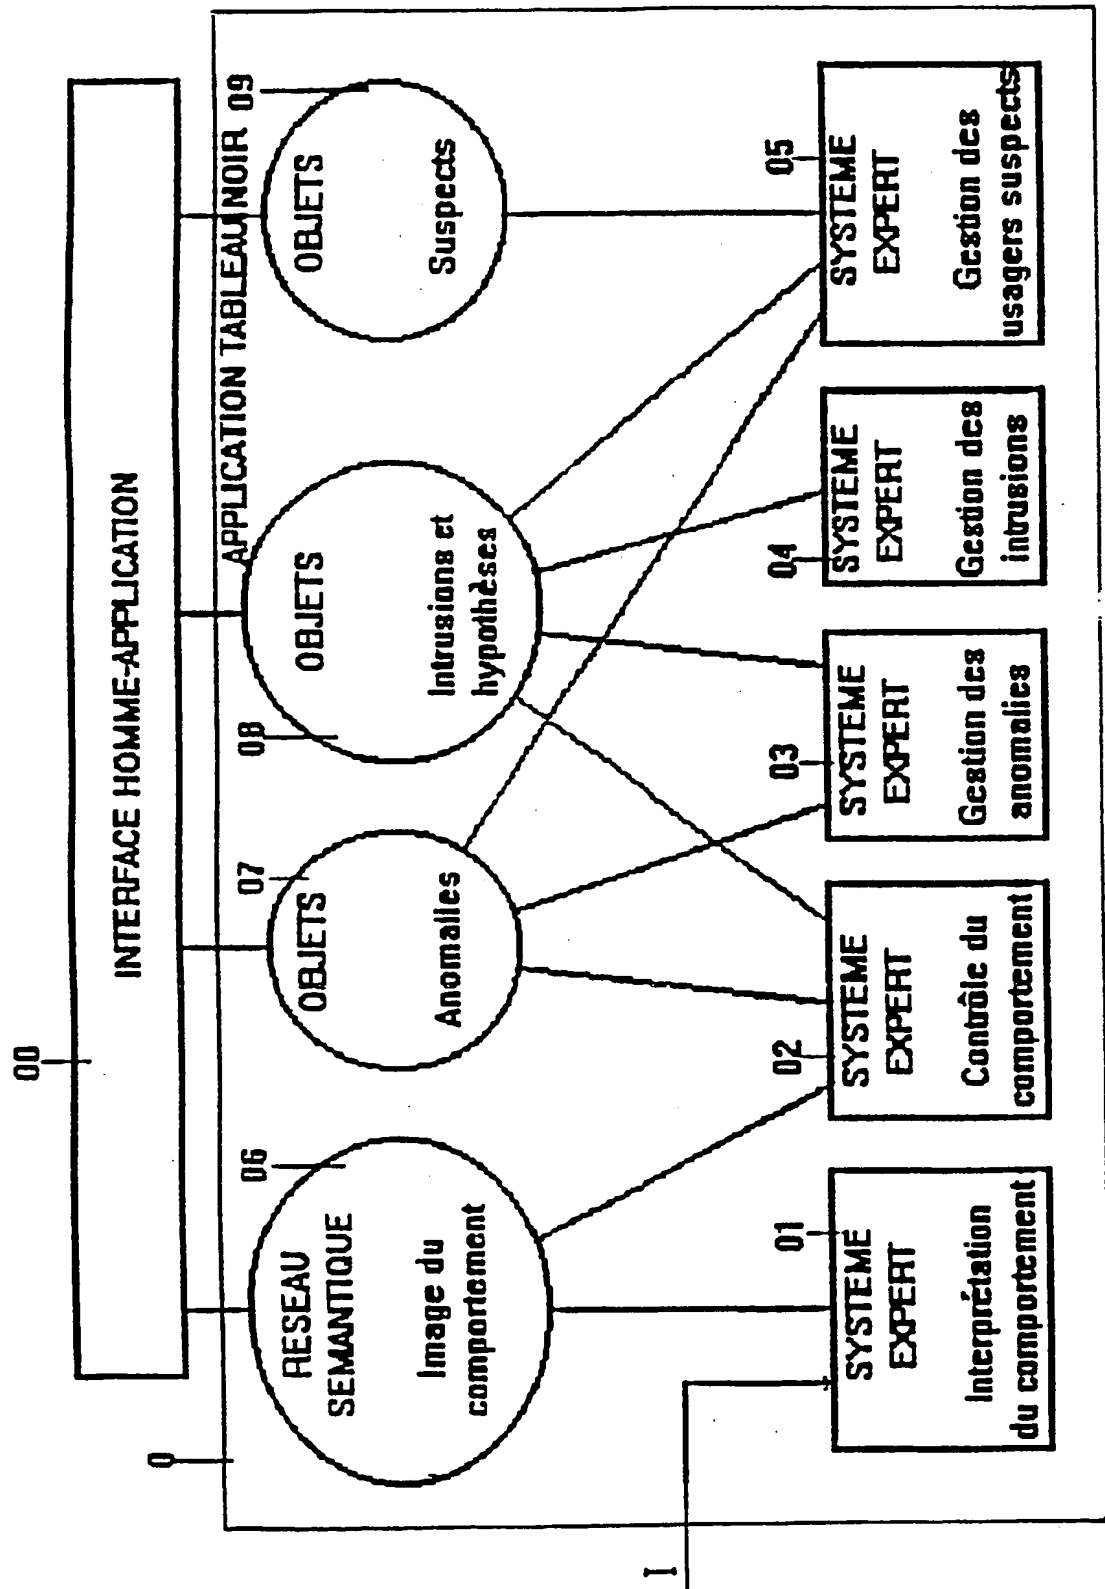 00
INTERFACE HOMME-APPLICATION
0
APPLICATION TABLEAU NOIR
06
RESEAU
SEMANTIQUE
Image du
comportement
07
OBJETS
Anomalies
08
OBJETS
Intrusions et
hypothèses
09
OBJETS
Suspects
I
01
SYSTEME
EXPERT
Interprétation
du comportement
02
SYSTEME
EXPERT
Contrôle du
comportement
03
SYSTEME
EXPERT
Gestion des
anomalies
04
SYSTEME
EXPERT
Gestion des
intrusions
05
SYSTEME
EXPERT
Gestion des
usagers suspects